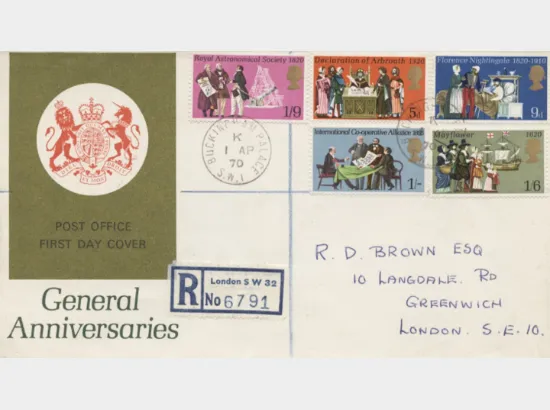 Royal Astronomical Society 1820
1/9
Declaration of Arbroath 1320
5d
Florence Nightingale 1820-1910
9d
International Co-operative Alliance
1/-
Mayflower 1620
1/6
BUCKINGHAM PALACE
K
1 AP
70
S.W.1
70
POST OFFICE
FIRST DAY COVER
General
Anniversaries
R
London S W 32
No 6791
R. D. BROWN ESQ
10 LANGDALE RD
GREENWICH
LONDON. S.E. 10.